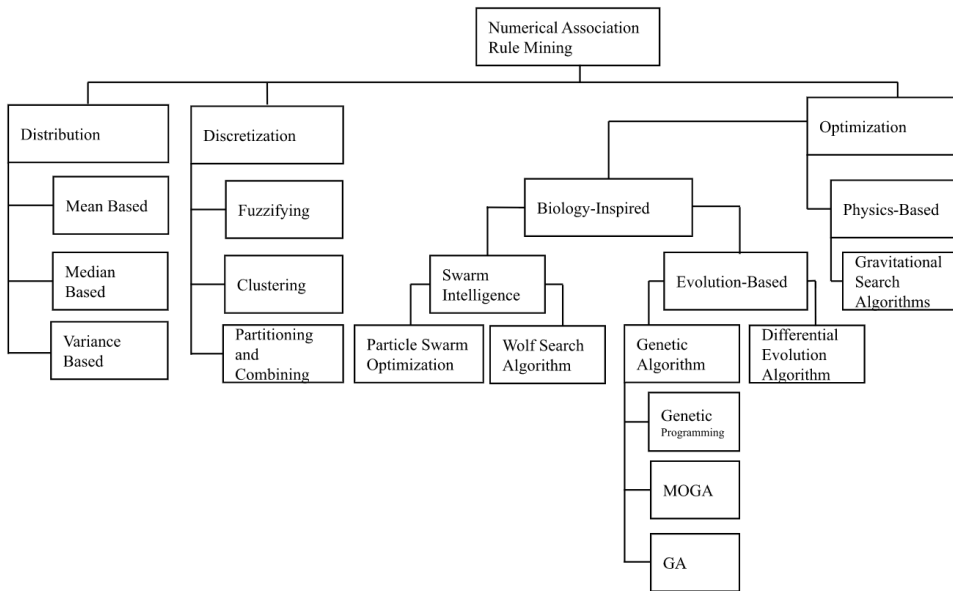 Numerical Association
Rule Mining
Distribution
Discretization
Optimization
Mean Based
Fuzzifying
Biology-Inspired
Physics-Based
Median
Based
Clustering
Swarm
Intelligence
Evolution-Based
Gravitational
Search
Algorithms
Variance
Based
Partitioning
and
Combining
Particle Swarm
Optimization
Wolf Search
Algorithm
Genetic
Algorithm
Differential
Evolution
Algorithm
Genetic
Programming
MOGA
GA